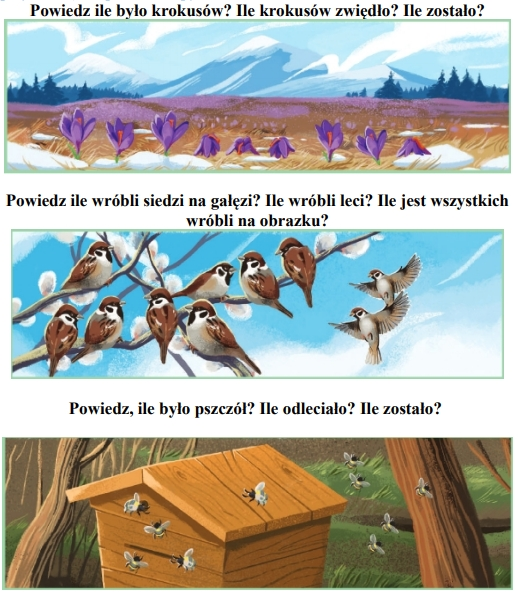 Powiedz ile było krokusów? Ile krokusów zwiędło? Ile zostało?
Powiedz ile wróbli siedzi na gałęzi? Ile wróbli leci? Ile jest wszystkich
wróbli na obrazku?
Powiedz, ile było pszczół? Ile odleciało? Ile zostało?